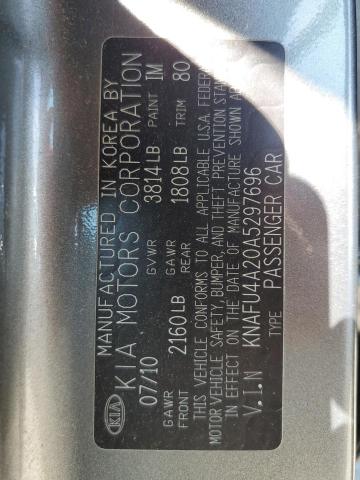 KIA
MANUFACTURED IN KOREA BY
KIA MOTORS CORPORATION
07/10 GVWR 3814LB PAINT 1M
GAWR FRONT 2160LB GAWR REAR 1808LB TRIM 80
THIS VEHICLE CONFORMS TO ALL APPLICABLE U.S.A. FEDER
MOTOR VEHICLE SAFETY, BUMPER, AND THEFT PREVENTION STAN
IN EFFECT ON THE DATE OF MANUFACTURE SHOWN AB
V.I.N KNAFU4A20A5297696
TYPE PASSENGER CAR